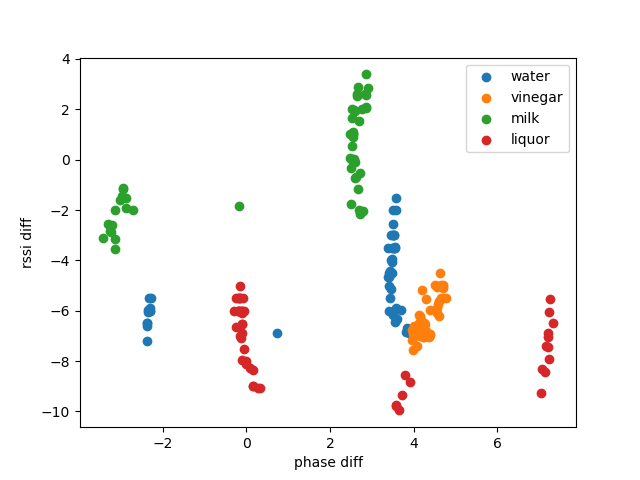 water
vinegar
milk
liquor
4
2
0
−2
−4
−6
−8
−10
rssi diff
−2
0
2
4
6
phase diff